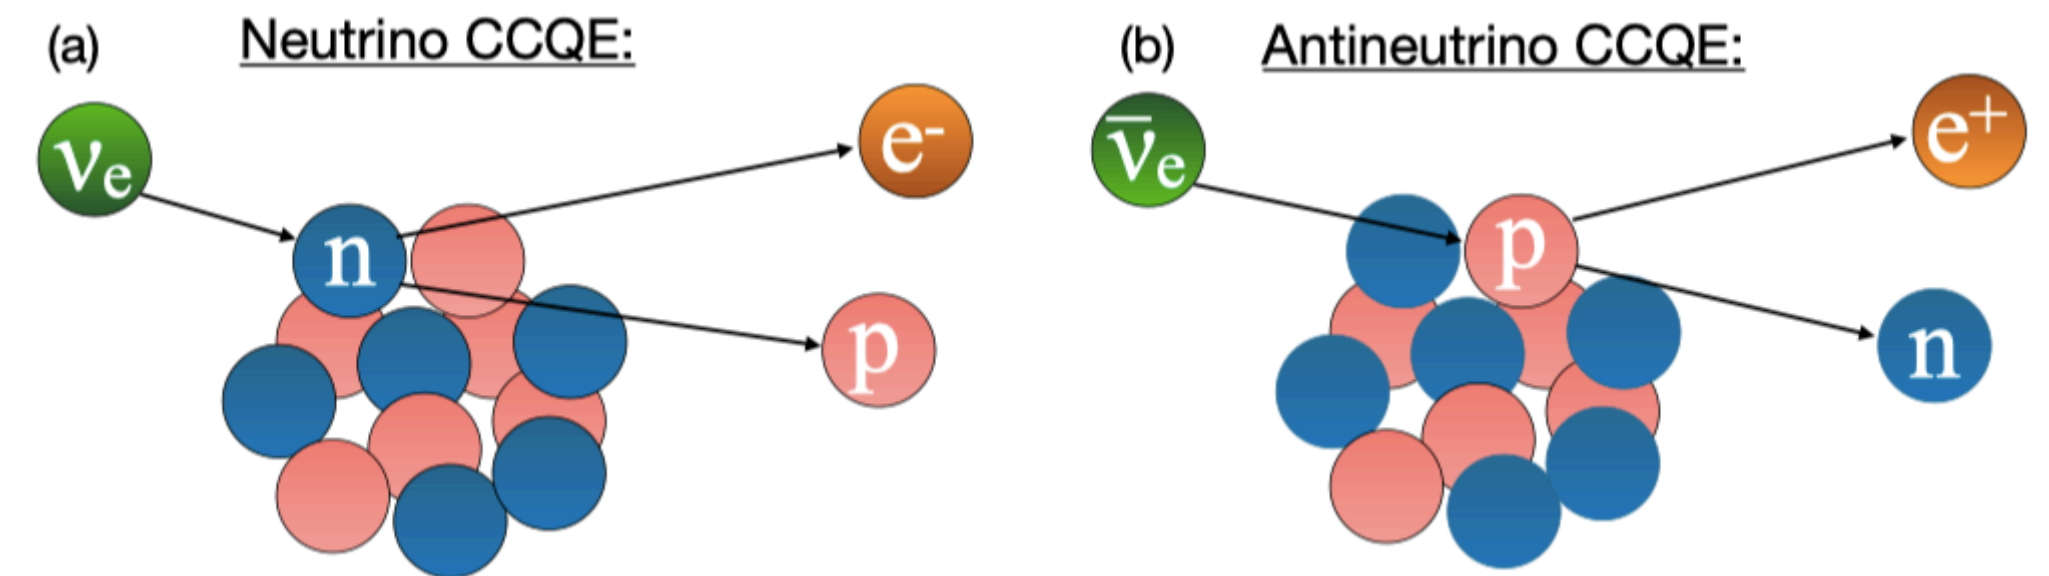 (a) Neutrino CCQE:
νe
n
e-
p
(b) Antineutrino CCQE:
ν̅e
p
e+
n